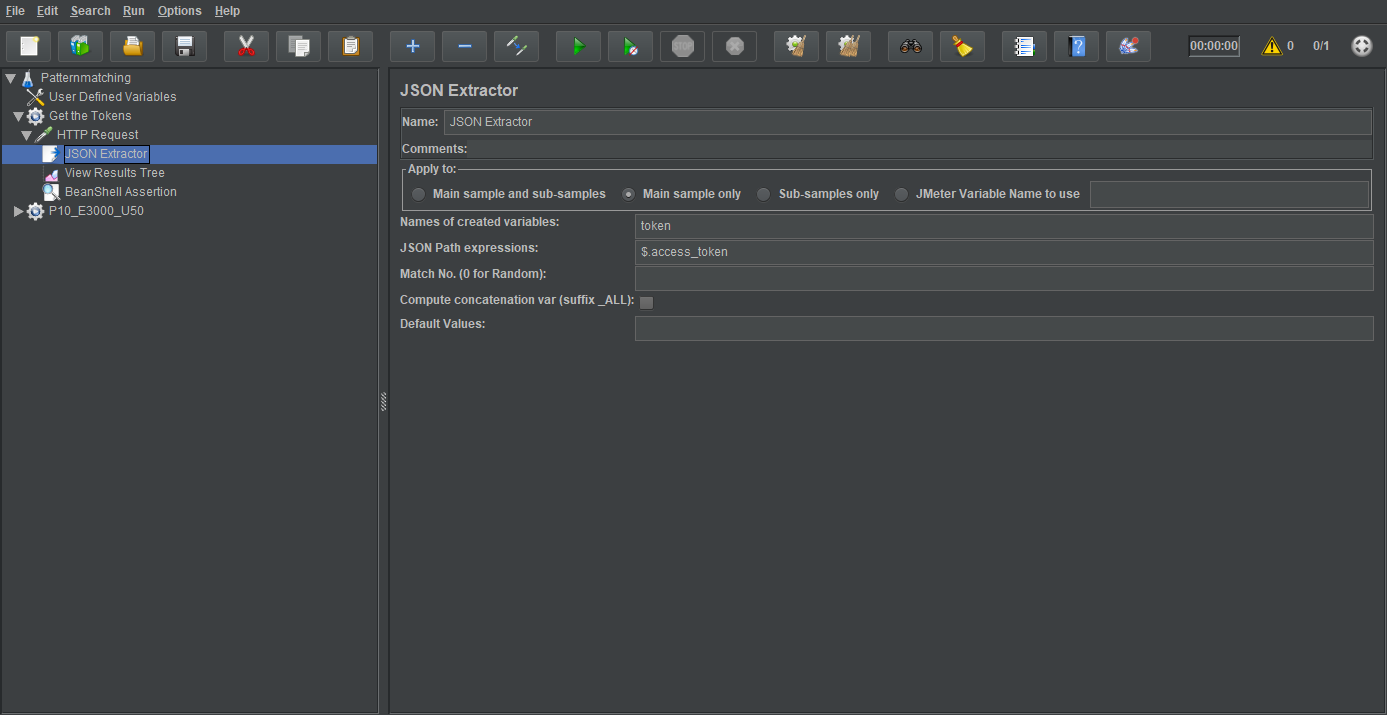 File Edit Search Run Options Help
STOP 00:00:00 0 0/1
Patternmatching
User Defined Variables
Get the Tokens
HTTP Request
JSON Extractor
View Results Tree
BeanShell Assertion
P10_E3000_U50
JSON Extractor
Name: JSON Extractor
Comments:
Apply to:
Main sample and sub-samples Main sample only Sub-samples only JMeter Variable Name to use
Names of created variables: token
JSON Path expressions: $.access_token
Match No. (0 for Random):
Compute concatenation var (suffix _ALL):
Default Values: